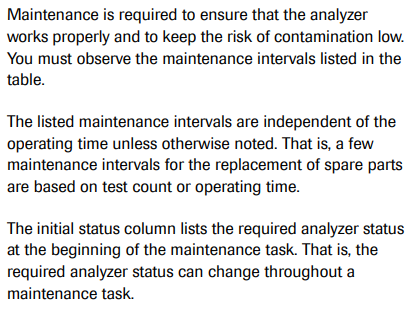 Maintenance is required to ensure that the analyzer
works properly and to keep the risk of contamination low.
You must observe the maintenance intervals listed in the
table.
The listed maintenance intervals are independent of the
operating time unless otherwise noted. That is, a few
maintenance intervals for the replacement of spare parts
are based on test count or operating time.
The initial status column lists the required analyzer status
at the beginning of the maintenance task. That is, the
required analyzer status can change throughout a
maintenance task.